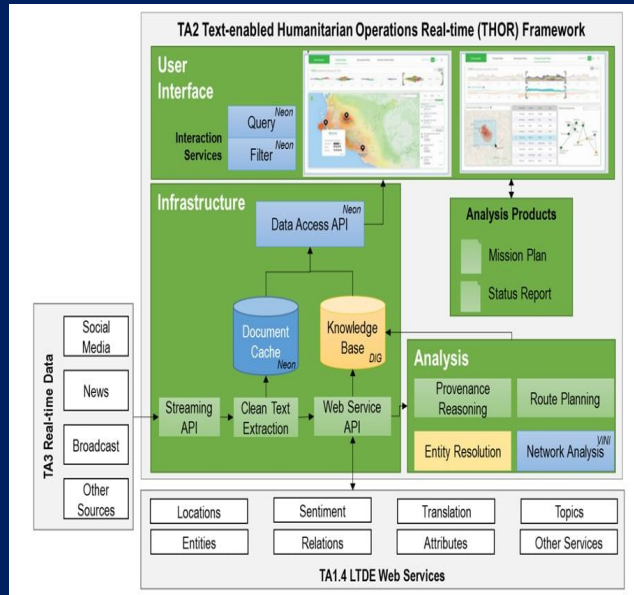 TA2 Text-enabled Humanitarian Operations Real-time (THOR) Framework
User
Interface
Interaction
Services
Neon
Query
Neon
Filter
Infrastructure
Neon
Data Access API
Document
Cache
Neon
Knowledge
Base
DIG
Streaming
API
Clean Text
Extraction
Web Service
API
Analysis Products
Mission Plan
Status Report
Analysis
Provenance
Reasoning
Route Planning
Entity Resolution
VINI
Network Analysis
TA3 Real-time Data
Social
Media
News
Broadcast
Other
Sources
Locations
Sentiment
Translation
Topics
Entities
Relations
Attributes
Other Services
TA1.4 LTDE Web Services